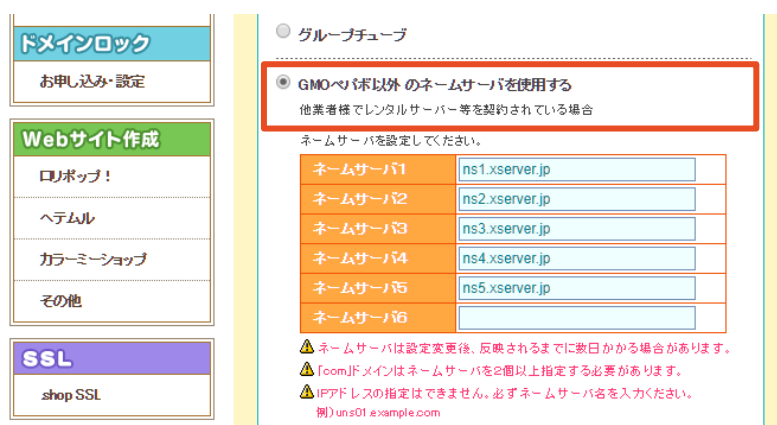 ドメインロック
お申し込み・設定
Webサイト作成
ロリポップ！
ヘテムル
カラーミーショップ
その他
SSL
.shop SSL
グループチューブ
GMOペパボ以外 のネームサーバを使用する
他業者様でレンタルサーバー等を契約されている場合
ネームサーバを設定してください。
ネームサーバ1 ns1.xserver.jp
ネームサーバ2 ns2.xserver.jp
ネームサーバ3 ns3.xserver.jp
ネームサーバ4 ns4.xserver.jp
ネームサーバ5 ns5.xserver.jp
ネームサーバ6
ネームサーバは設定変更後、反映されるまでに数日かかる場合があります。
「com」ドメインはネームサーバを2個以上指定する必要があります。
IPアドレスの指定はできません。必ずネームサーバ名を入力ください。
例）uns01.example.com